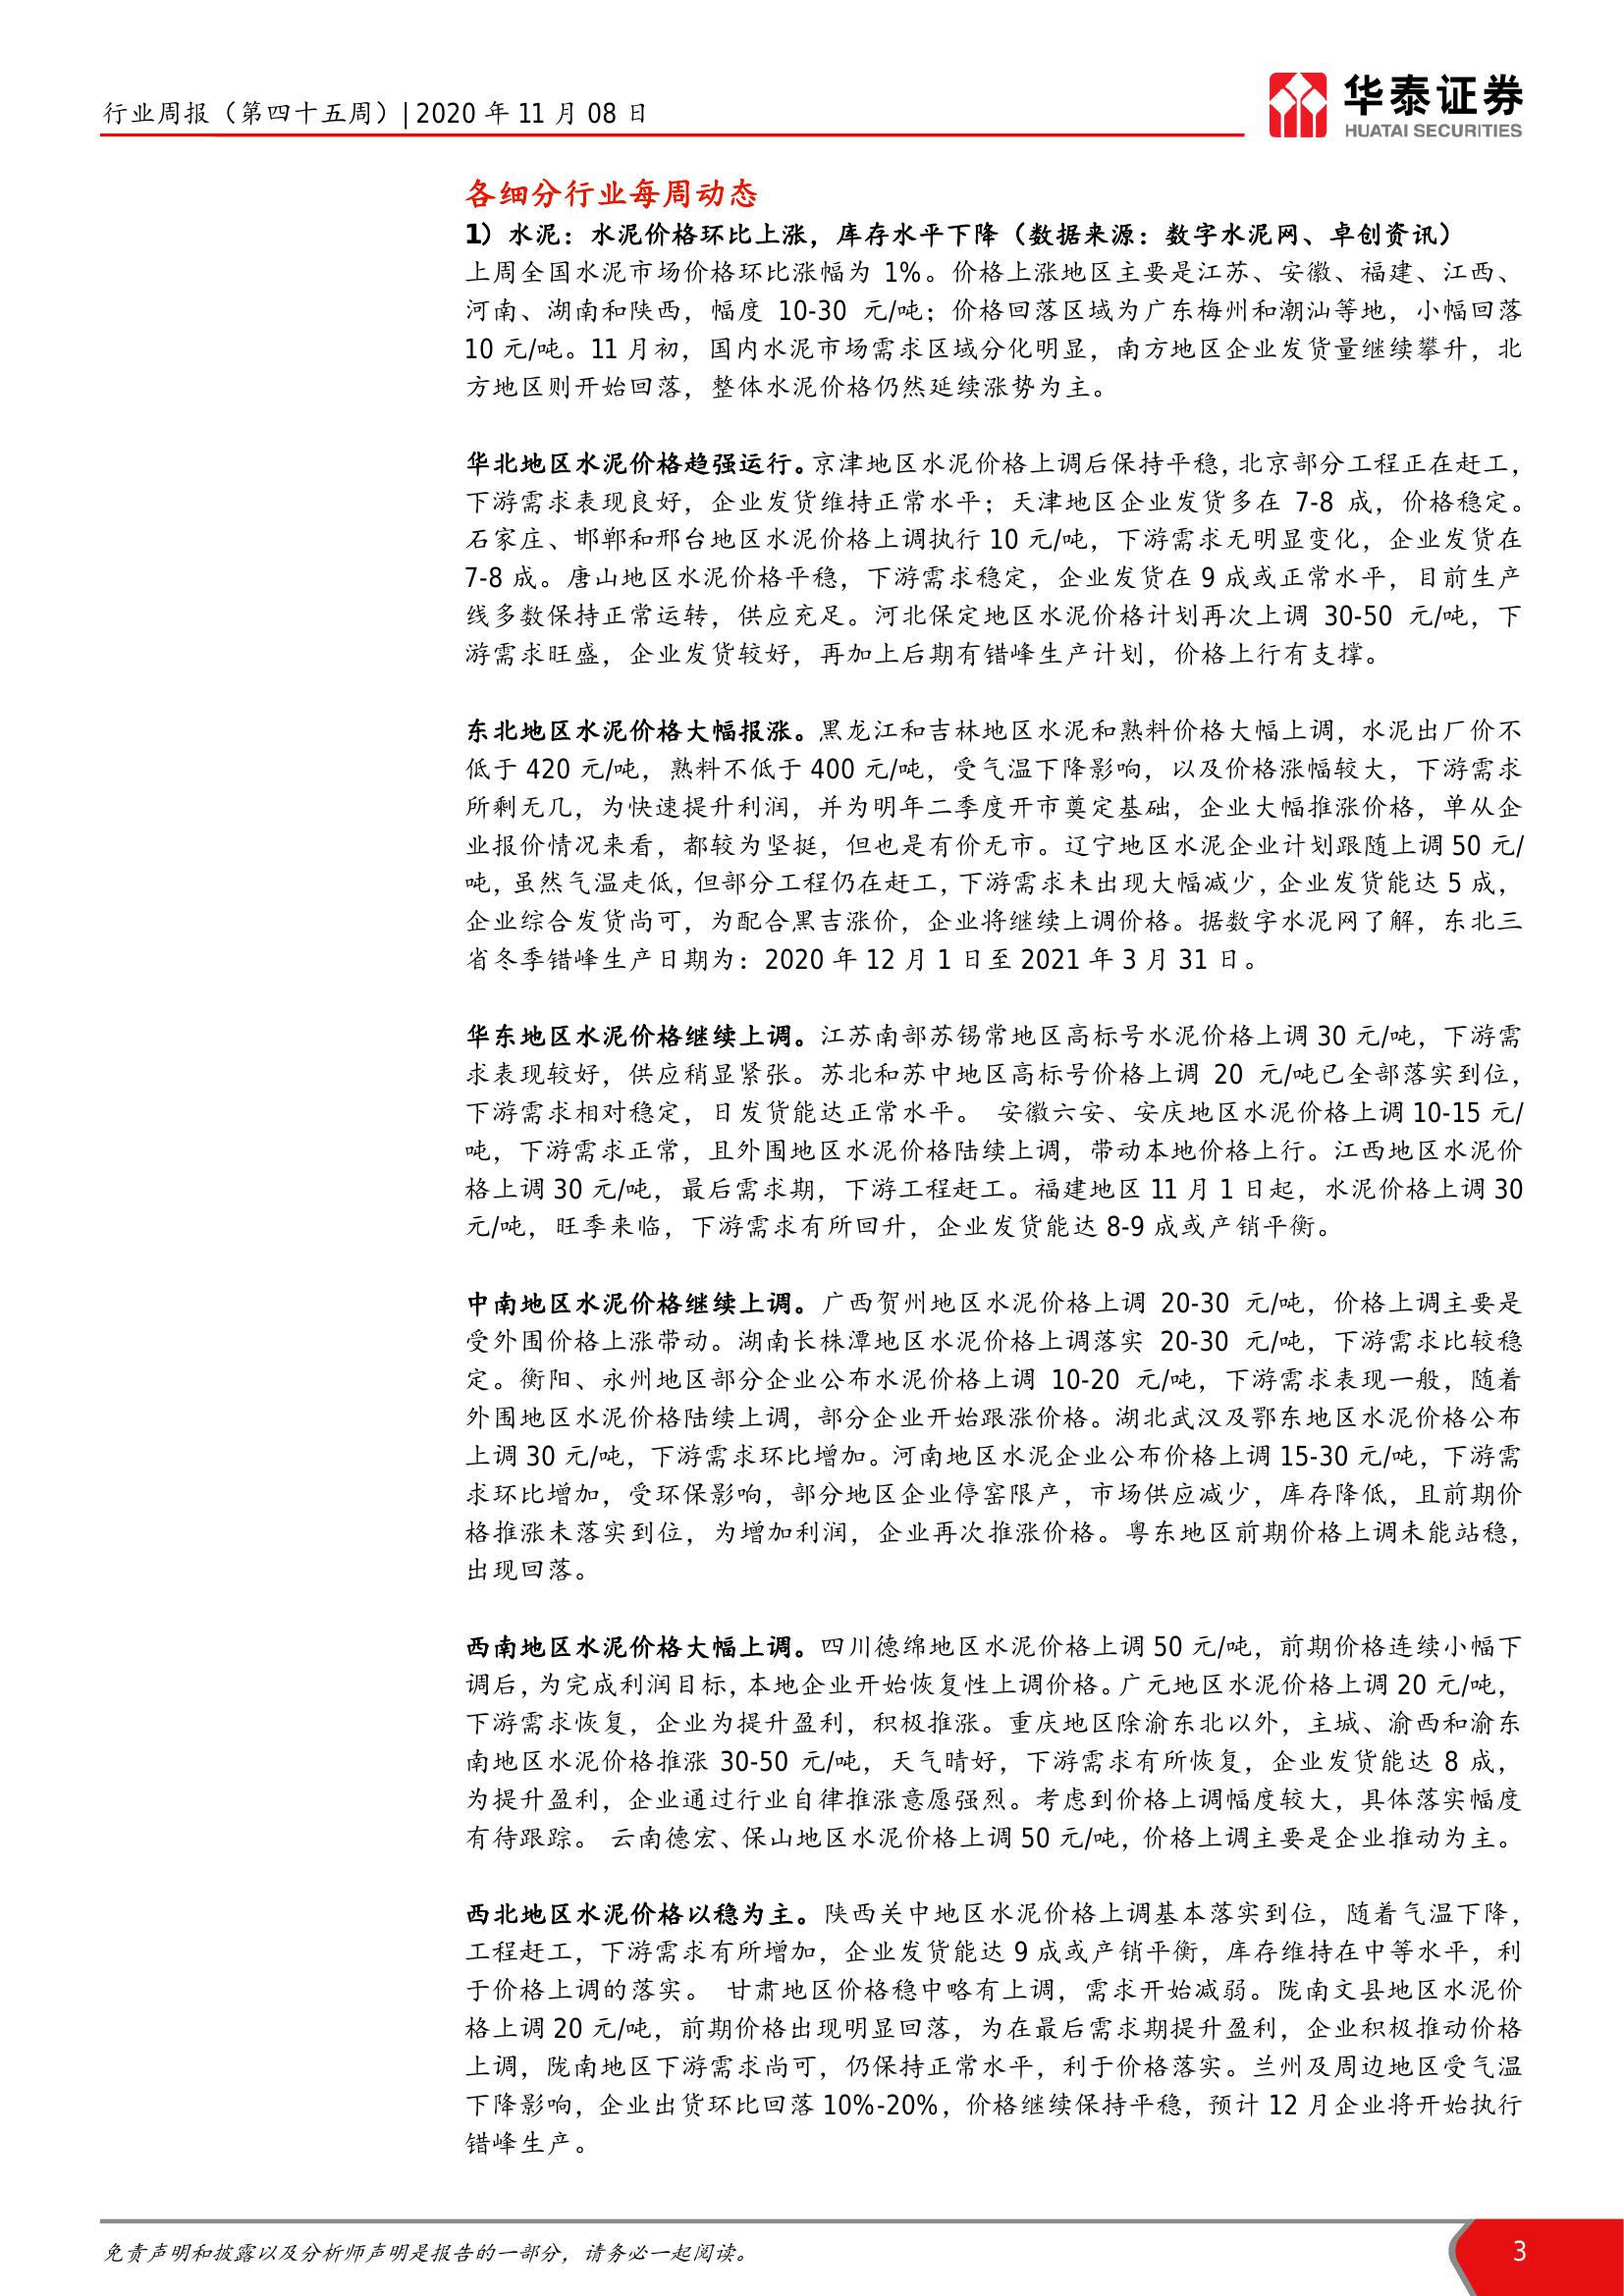 行业周报（第四十五周）| 2020 年 11 月 08 日
华泰证券
HUATAI SECURITIES
各细分行业每周动态
1）水泥：水泥价格环比上涨，库存水平下降（数据来源：数字水泥网、卓创资讯）
上周全国水泥市场价格环比涨幅为 1%。价格上涨地区主要是江苏、安徽、福建、江西、
河南、湖南和陕西，幅度 10-30 元/吨；价格回落区域为广东梅州和潮汕等地，小幅回落
10 元/吨。11 月初，国内水泥市场需求区域分化明显，南方地区企业发货量继续攀升，北
方地区则开始回落，整体水泥价格仍然延续涨势为主。
华北地区水泥价格趋强运行。京津地区水泥价格上调后保持平稳，北京部分工程正在赶工，
下游需求表现良好，企业发货维持正常水平；天津地区企业发货多在 7-8 成，价格稳定。
石家庄、邯郸和邢台地区水泥价格上调执行 10 元/吨，下游需求无明显变化，企业发货在
7-8 成。唐山地区水泥价格平稳，下游需求稳定，企业发货在 9 成或正常水平，目前生产
线多数保持正常运转，供应充足。河北保定地区水泥价格计划再次上调 30-50 元/吨，下
游需求旺盛，企业发货较好，再加上后期有错峰生产计划，价格上行有支撑。
东北地区水泥价格大幅报涨。黑龙江和吉林地区水泥和熟料价格大幅上调，水泥出厂价不
低于 420 元/吨，熟料不低于 400 元/吨，受气温下降影响，以及价格涨幅较大，下游需求
所剩无几，为快速提升利润，并为明年二季度开市奠定基础，企业大幅推涨价格，单从企
业报价情况来看，都较为坚挺，但也是有价无市。辽宁地区水泥企业计划跟随上调 50 元/
吨，虽然气温走低，但部分工程仍在赶工，下游需求未出现大幅减少，企业发货能达 5 成，
企业综合发货尚可，为配合黑吉涨价，企业将继续上调价格。据数字水泥网了解，东北三
省冬季错峰生产日期为：2020 年 12 月 1 日至 2021 年 3 月 31 日。
华东地区水泥价格继续上调。江苏南部苏锡常地区高标号水泥价格上调 30 元/吨，下游需
求表现较好，供应稍显紧张。苏北和苏中地区高标号价格上调 20 元/吨已全部落实到位，
下游需求相对稳定，日发货能达正常水平。 安徽六安、安庆地区水泥价格上调 10-15 元/
吨，下游需求正常，且外围地区水泥价格陆续上调，带动本地价格上行。江西地区水泥价
格上调 30 元/吨，最后需求期，下游工程赶工。福建地区 11 月 1 日起，水泥价格上调 30
元/吨，旺季来临，下游需求有所回升，企业发货能达 8-9 成或产销平衡。
中南地区水泥价格继续上调。广西贺州地区水泥价格上调 20-30 元/吨，价格上调主要是
受外围价格上涨带动。湖南长株潭地区水泥价格上调落实 20-30 元/吨，下游需求比较稳
定。衡阳、永州地区部分企业公布水泥价格上调 10-20 元/吨，下游需求表现一般，随着
外围地区水泥价格陆续上调，部分企业开始跟涨价格。湖北武汉及鄂东地区水泥价格公布
上调 30 元/吨，下游需求环比增加。河南地区水泥企业公布价格上调 15-30 元/吨，下游需
求环比增加，受环保影响，部分地区企业停窑限产，市场供应减少，库存降低，且前期价
格推涨未落实到位，为增加利润，企业再次推涨价格。粤东地区前期价格上调未能站稳，
出现回落。
西南地区水泥价格大幅上调。四川德绵地区水泥价格上调 50 元/吨，前期价格连续小幅下
调后，为完成利润目标，本地企业开始恢复性上调价格。广元地区水泥价格上调 20 元/吨，
下游需求恢复，企业为提升盈利，积极推涨。重庆地区除渝东北以外，主城、渝西和渝东
南地区水泥价格推涨 30-50 元/吨，天气晴好，下游需求有所恢复，企业发货能达 8 成，
为提升盈利，企业通过行业自律推涨意愿强烈。考虑到价格上调幅度较大，具体落实幅度
有待跟踪。 云南德宏、保山地区水泥价格上调 50 元/吨，价格上调主要是企业推动为主。
西北地区水泥价格以稳为主。陕西关中地区水泥价格上调基本落实到位，随着气温下降，
工程赶工，下游需求有所增加，企业发货能达 9 成或产销平衡，库存维持在中等水平，利
于价格上调的落实。 甘肃地区价格稳中略有上调，需求开始减弱。陇南文县地区水泥价
格上调 20 元/吨，前期价格出现明显回落，为在最后需求期提升盈利，企业积极推动价格
上调，陇南地区下游需求尚可，仍保持正常水平，利于价格落实。兰州及周边地区受气温
下降影响，企业出货环比回落 10%-20%，价格继续保持平稳，预计 12 月企业将开始执行
错峰生产。
免责声明和披露以及分析师声明是报告的一部分，请务必一起阅读。
3